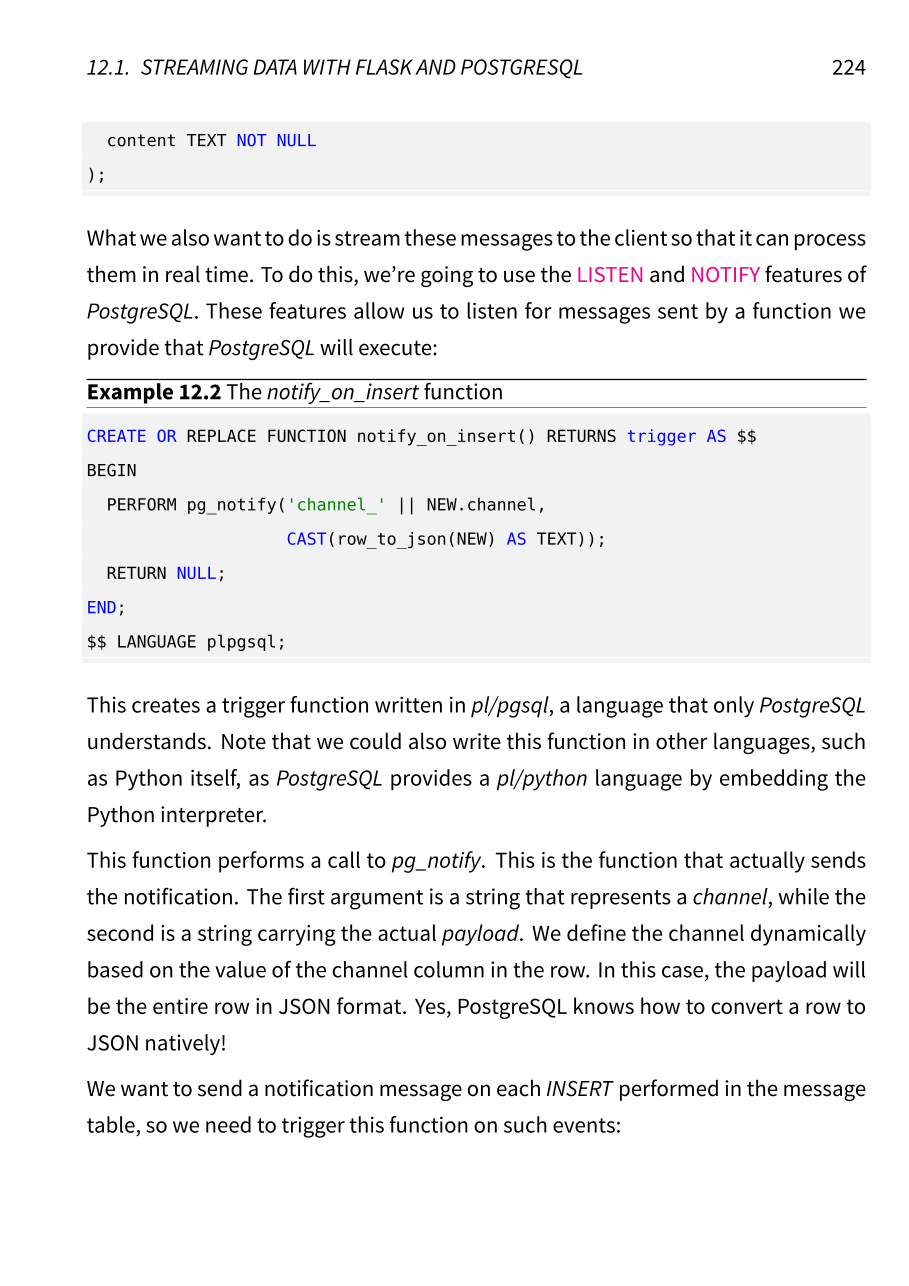 12.1. STREAMING DATA WITH FLASK AND POSTGRESQL 224
content TEXT NOT NULL
);
What we also want to do is stream these messages to the client so that it can process
them in real time. To do this, we’re going to use the LISTEN and NOTIFY features of
PostgreSQL. These features allow us to listen for messages sent by a function we
provide that PostgreSQL will execute:
Example 12.2 The notify_on_insert function
CREATE OR REPLACE FUNCTION notify_on_insert() RETURNS trigger AS $$
BEGIN
  PERFORM pg_notify('channel_' || NEW.channel,
                    CAST(row_to_json(NEW) AS TEXT));
  RETURN NULL;
END;
$$ LANGUAGE plpgsql;
This creates a trigger function written in pl/pgsql, a language that only PostgreSQL
understands. Note that we could also write this function in other languages, such
as Python itself, as PostgreSQL provides a pl/python language by embedding the
Python interpreter.
This function performs a call to pg_notify. This is the function that actually sends
the notification. The first argument is a string that represents a channel, while the
second is a string carrying the actual payload. We define the channel dynamically
based on the value of the channel column in the row. In this case, the payload will
be the entire row in JSON format. Yes, PostgreSQL knows how to convert a row to
JSON natively!
We want to send a notification message on each INSERT performed in the message
table, so we need to trigger this function on such events: